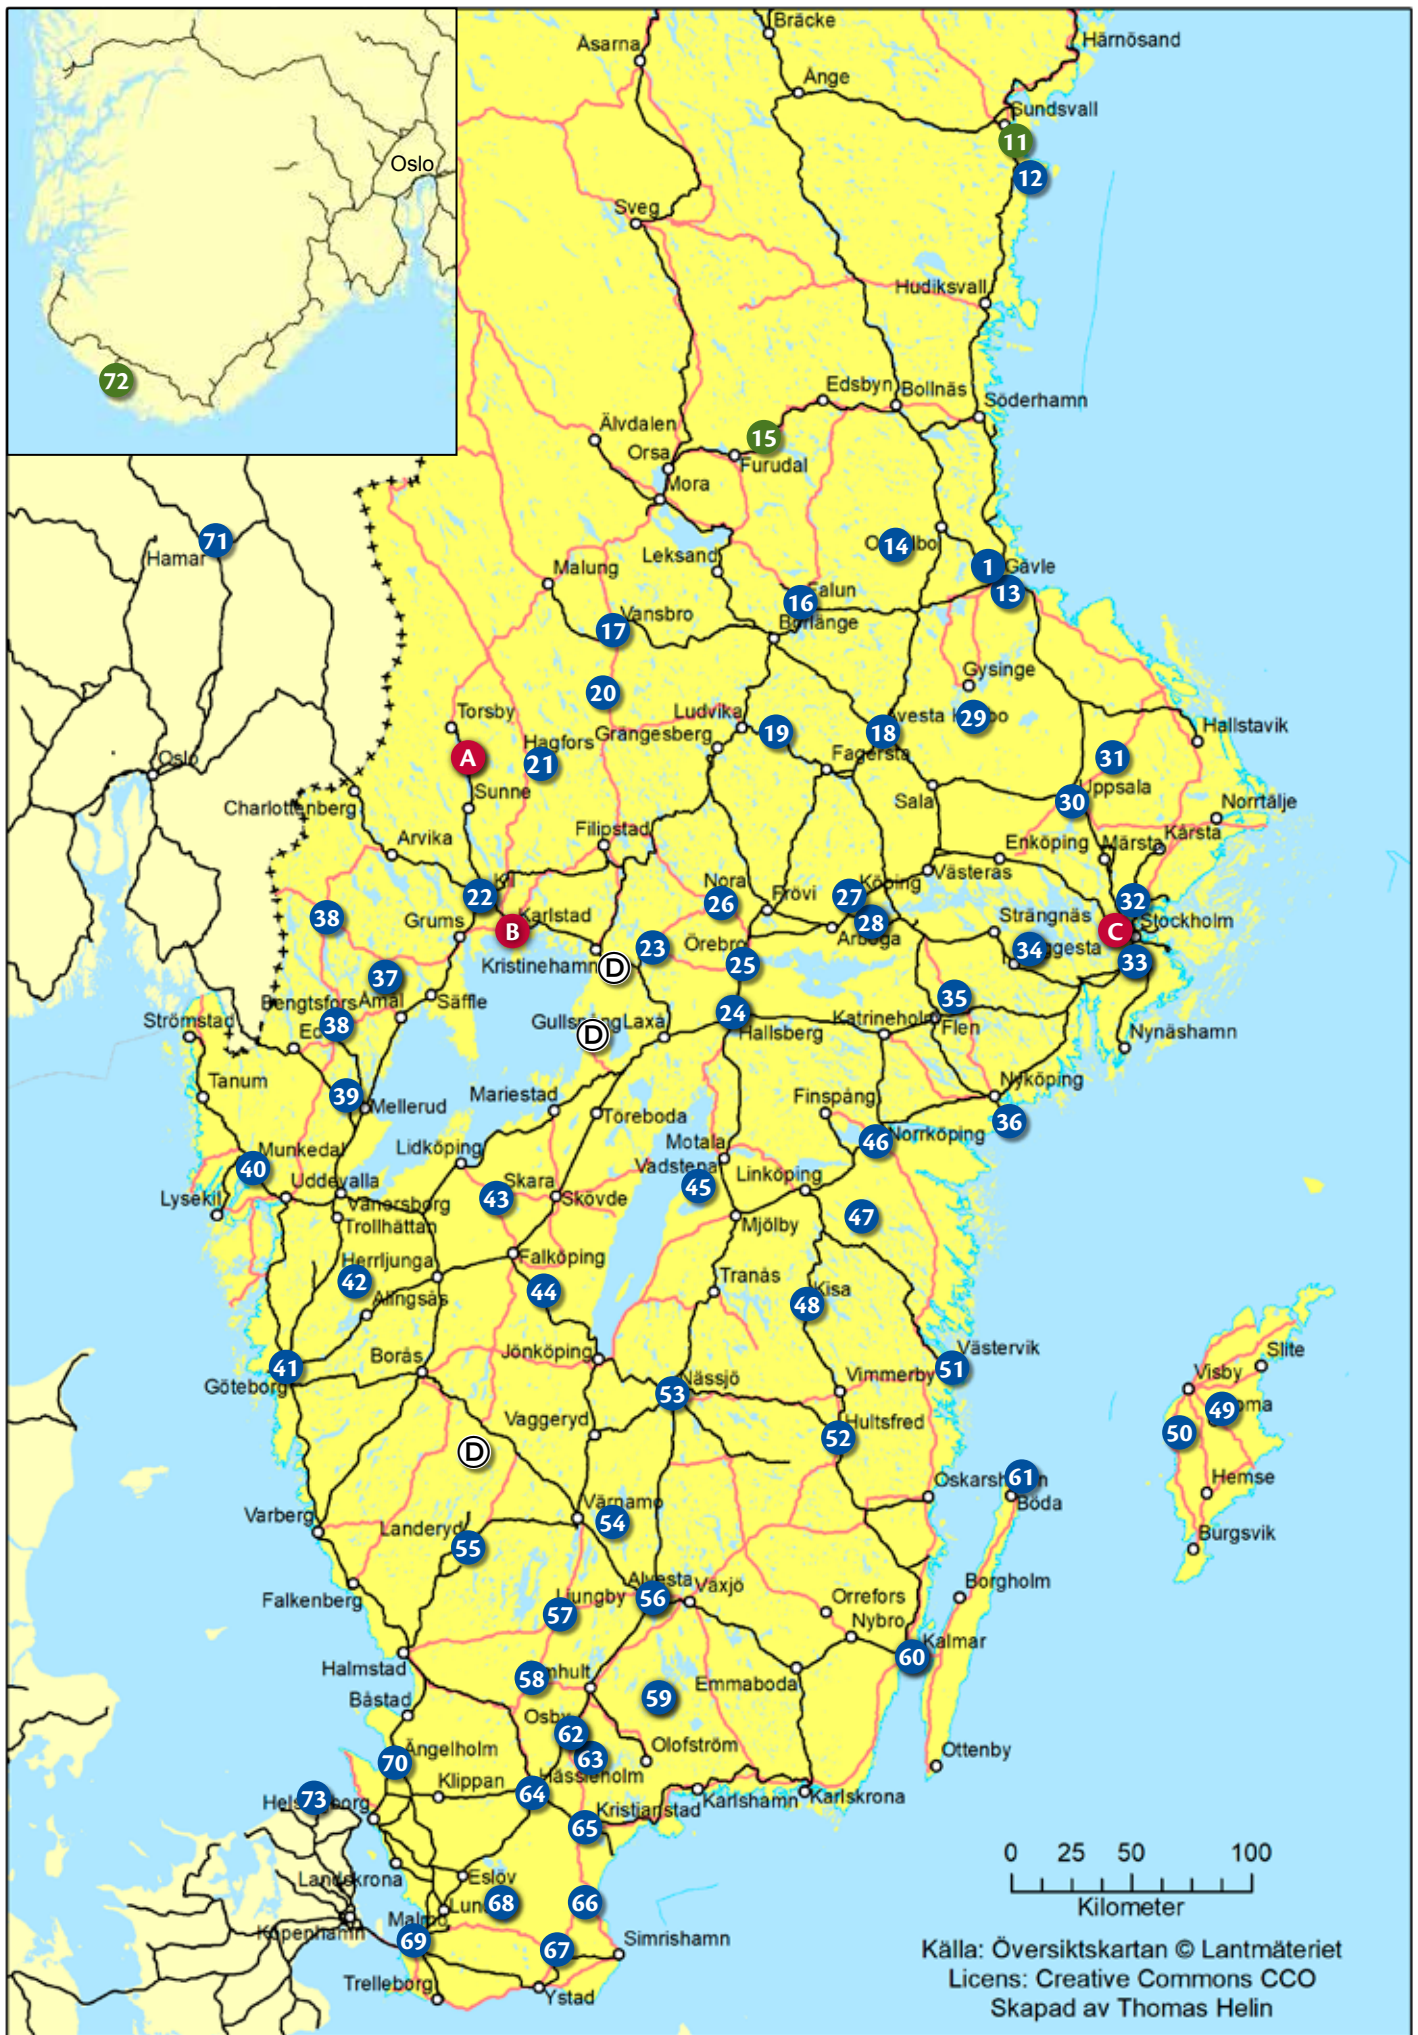 Bräcke
Åsarna
Härnösand
Ånge
Sundsvall
11
12
Oslo
Sveg
Hudiksvall
72
Edsbyn
Bollnäs
Söderhamn
Älvdalen
15
Orsa
Furudal
Mora
71
Hamar
14
Leksand
1
Gävle
Malung
13
16
Falun
Vansbro
17
Borlänge
Gysinge
20
Torsby
Ludvika
29
18
19
Hallstavik
Hagfors
Grangesberg
A
21
31
Fagersta
Oslo
Sunne
Sala
Uppsala
30
Charlottenberg
Norrtälje
Filipstad
Arvika
Enköping
Märsta
Kårsta
Västerås
Nora
Köping
Kil
22
26
27
32
Frövi
38
Grums
Karlstad
28
Strängnäs
Stockholm
B
C
Örebro
Arboga
23
34
Kristinehamn
D
25
33
37
Bengtsfors
Åmål
Säffle
35
Strömstad
38
Gullspång
D
Laxå
24
Hallsberg
Katrineholm
Flen
Nynäshamn
Tanum
39
Mellerud
Mariestad
Töreboda
Finspång
Nyköping
36
Munkedal
Lidköping
Motala
46
Norrköping
40
Uddevalla
Skara
Vadstena
Linköping
Lysekil
Vänersborg
43
Skövde
45
Trollhättan
Mjölby
47
Herrljunga
Falköping
42
44
Tranås
Kisa
48
Alingsås
Västervik
Slite
Borås
Jönköping
41
Göteborg
53
Nässjö
Vimmerby
51
Visby
Vaggeryd
Hultsfred
49
52
50
D
61
Oskarshamn
Hemse
Böda
Värnamo
Varberg
54
Landeryd
Burgsvik
55
Alvesta
Växjö
Borgholm
Falkenberg
Ljungby
56
Orrefors
57
Nybro
Kalmar
Halmstad
60
58
59
Emmaboda
Båstad
Osby
62
Olofström
Ottenby
70
Ängelholm
63
Hässleholm
Klippan
64
Karlshamn
Karlskrona
73
Helsingborg
Kristianstad
65
0 25 50 100
Kilometer
Landskrona
Eslöv
68
66
Lund
Malmö
Köpenhamn
69
67
Simrishamn
Trelleborg
Ystad
Källa: Översiktskartan © Lantmäteriet
Licens: Creative Commons CCO
Skapad av Thomas Helin